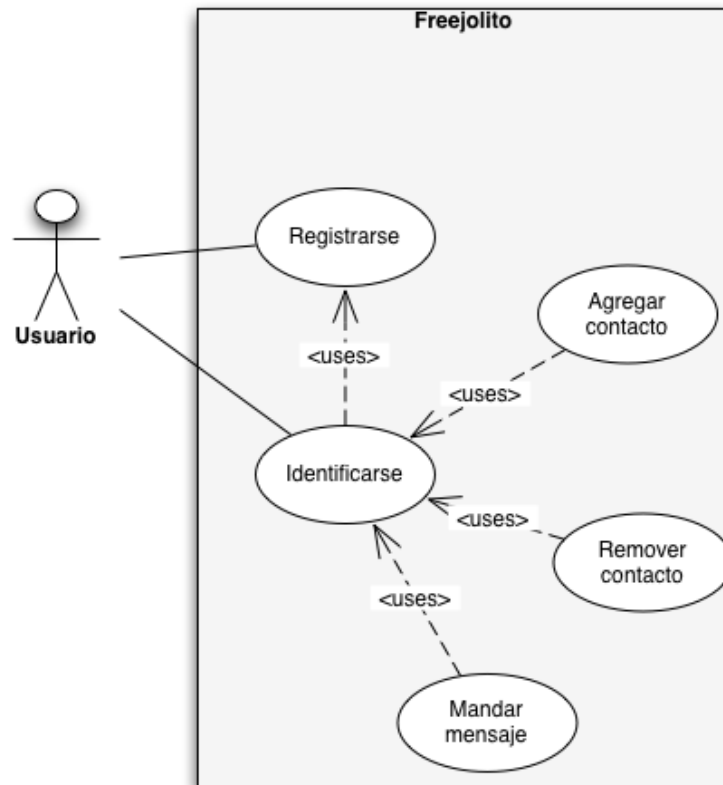 Freejolito
Registrarse
Usuario
<uses>
Agregar
contacto
<uses>
Identificarse
<uses>
Remover
contacto
<uses>
Mandar
mensaje